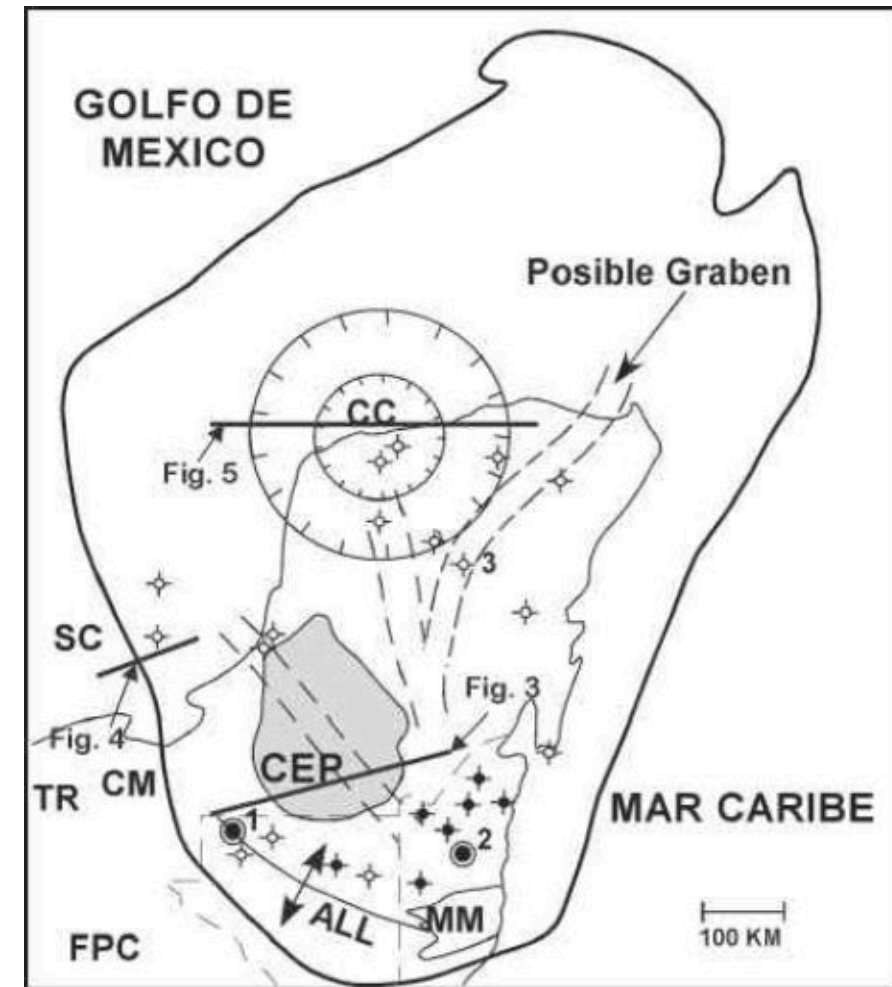 GOLFO DE
MEXICO
Posible Graben
CC
Fig. 5
3
SC
Fig. 3
Fig. 4
CEP
TR
CM
MAR CARIBE
1
2
ALL
MM
FPC
100 KM